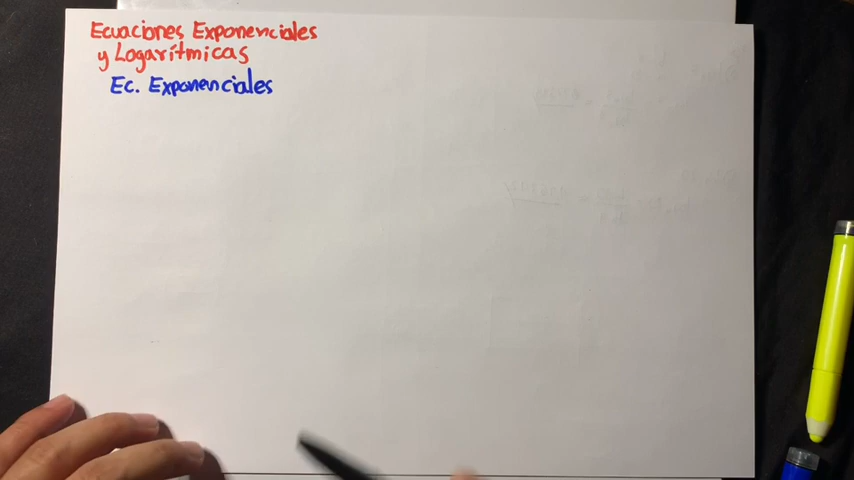 Ecuaciones Exponenciales
y Logarítmicas
Ec. Exponenciales